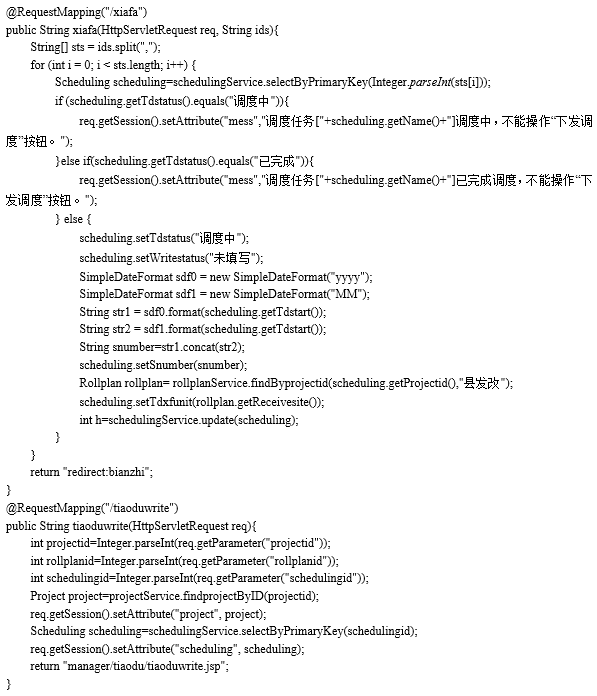 @RequestMapping("/xiafa")
public String xiafa(HttpServletRequest req, String ids){
String[] sts = ids.split(",");
for (int i = 0; i < sts.length; i++) {
Scheduling scheduling=schedulingService.selectByPrimaryKey(Integer.parseInt(sts[i]));
if (scheduling.getTdstatus().equals("调度中")){
req.getSession().setAttribute("mess","调度任务["+scheduling.getName()+"]调度中，不能操作“下发调
度”按钮。");
}else if(scheduling.getTdstatus().equals("已完成")){
req.getSession().setAttribute("mess","调度任务["+scheduling.getName()+"]已完成调度，不能操作“下
发调度”按钮。");
} else {
scheduling.setTdstatus("调度中");
scheduling.setWritestatus("未填写");
SimpleDateFormat sdf0 = new SimpleDateFormat("yyyy");
SimpleDateFormat sdf1 = new SimpleDateFormat("MM");
String str1 = sdf0.format(scheduling.getTdstart());
String str2 = sdf1.format(scheduling.getTdstart());
String snumber=str1.concat(str2);
scheduling.setSnumber(snumber);
Rollplan rollplan= rollplanService.findByprojectid(scheduling.getProjectid(),"县发改");
scheduling.setTdxfunit(rollplan.getReceivesite());
int h=schedulingService.update(scheduling);
}
}
return "redirect:bianzhi";
}
@RequestMapping("/tiaoduwrite")
public String tiaoduwrite(HttpServletRequest req){
int projectid=Integer.parseInt(req.getParameter("projectid"));
int rollplanid=Integer.parseInt(req.getParameter("rollplanid"));
int schedulingid=Integer.parseInt(req.getParameter("schedulingid"));
Project project=projectService.findprojectByID(projectid);
req.getSession().setAttribute("project", project);
Scheduling scheduling=schedulingService.selectByPrimaryKey(schedulingid);
req.getSession().setAttribute("scheduling", scheduling);
return "manager/tiaodu/tiaoduwrite.jsp";
}